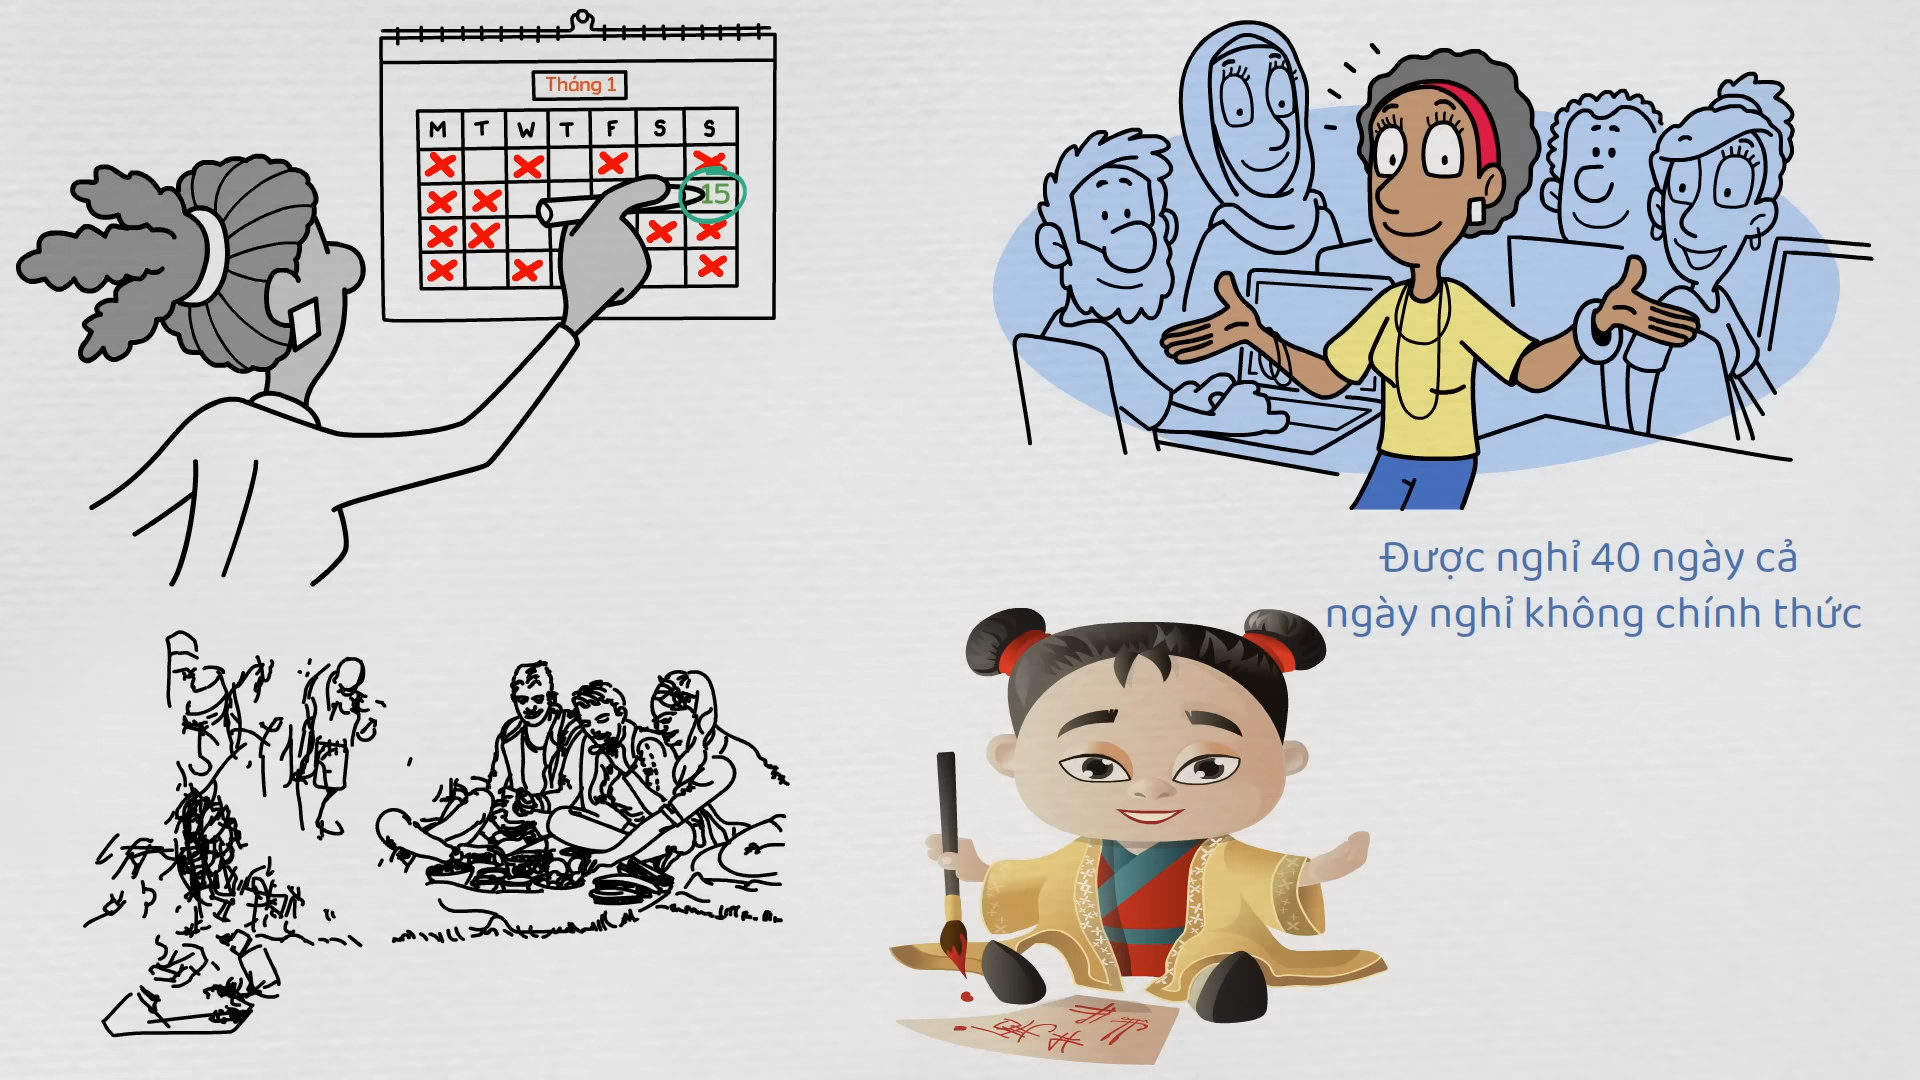 Tháng 1
M T W T F S S
15
Được nghỉ 40 ngày cả
ngày nghỉ không chính thức